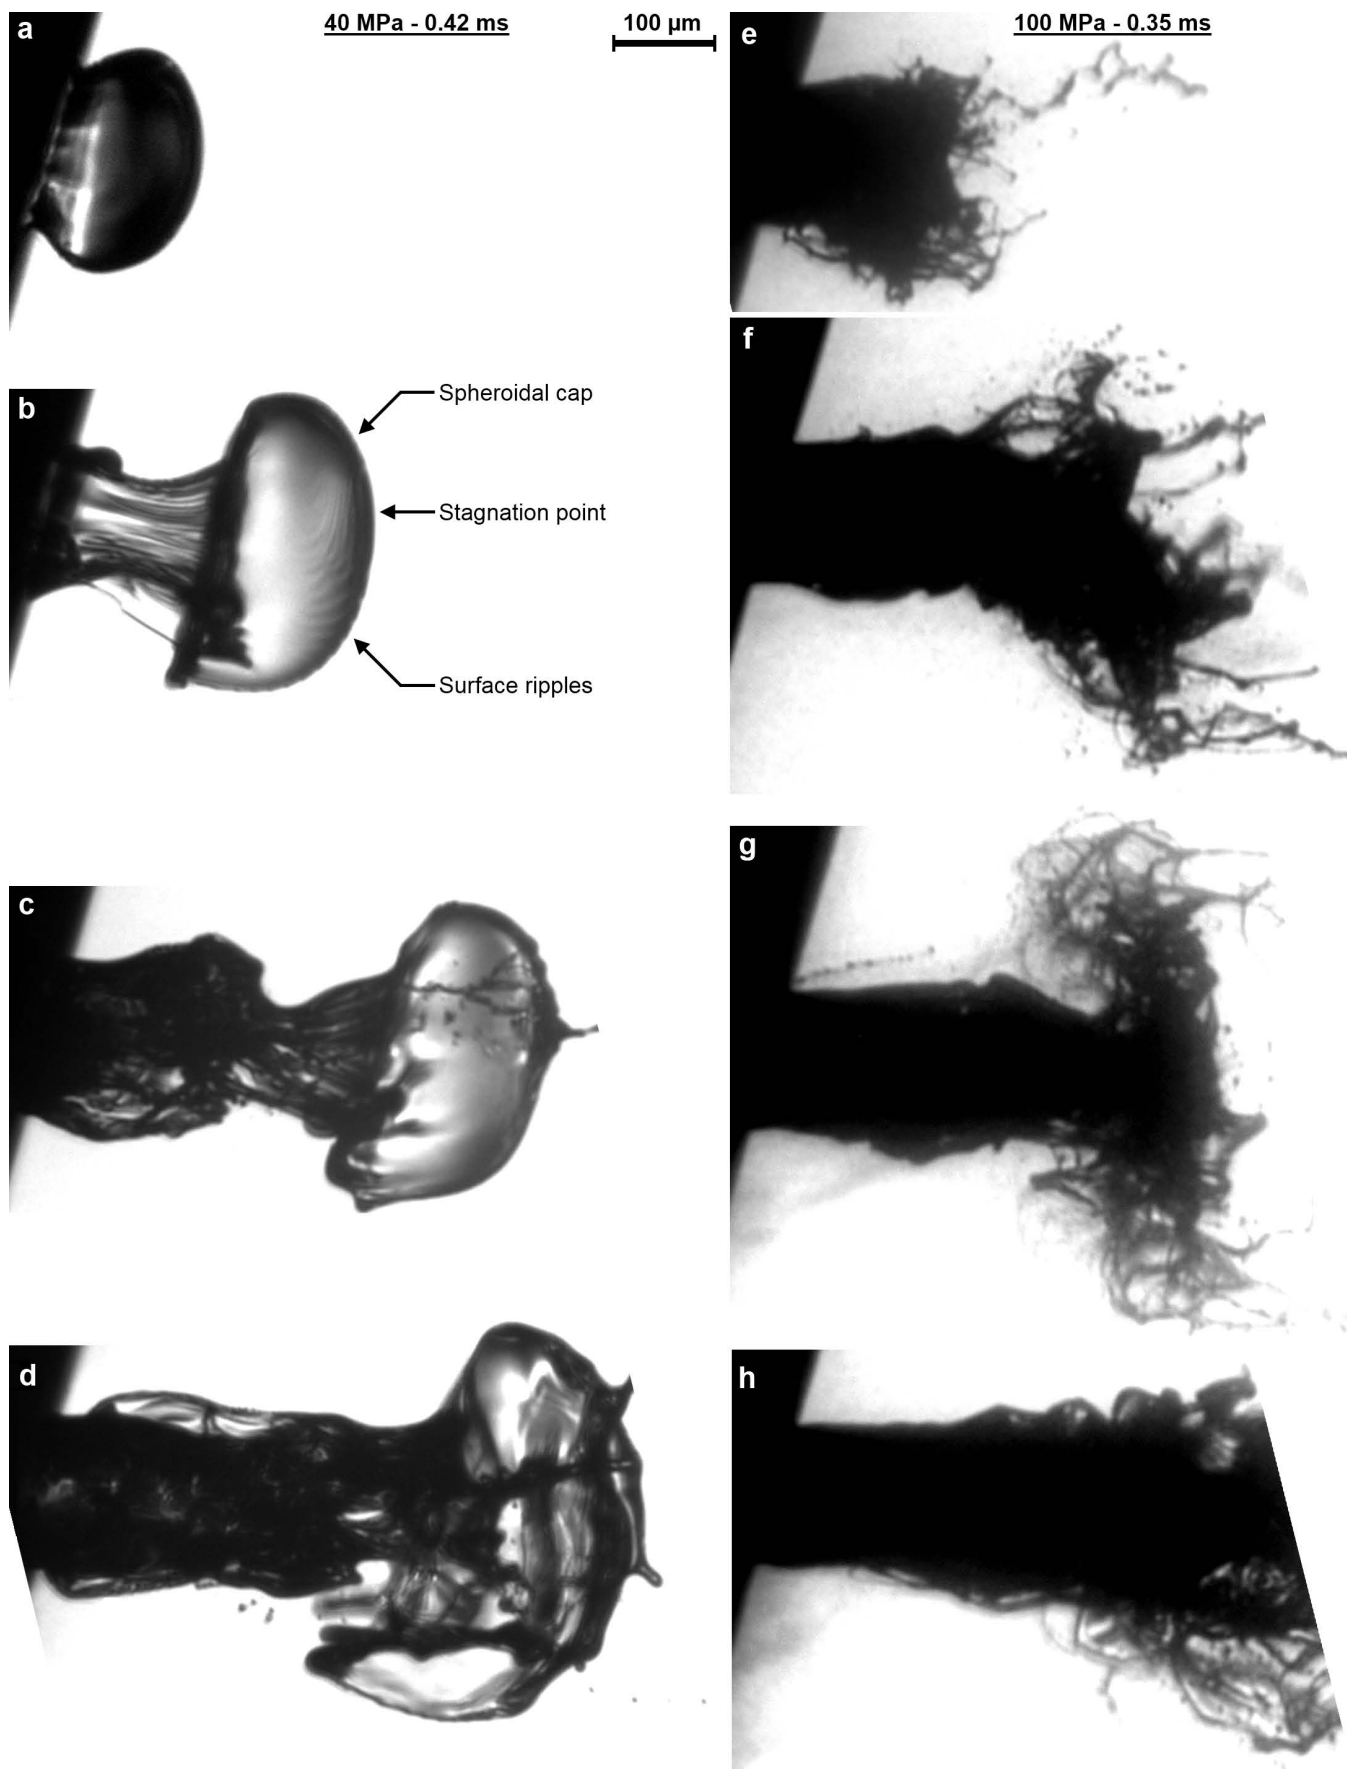 a
40 MPa - 0.42 ms
100 µm
e
100 MPa - 0.35 ms
f
b
Spheroidal cap
Stagnation point
Surface ripples
g
c
d
h